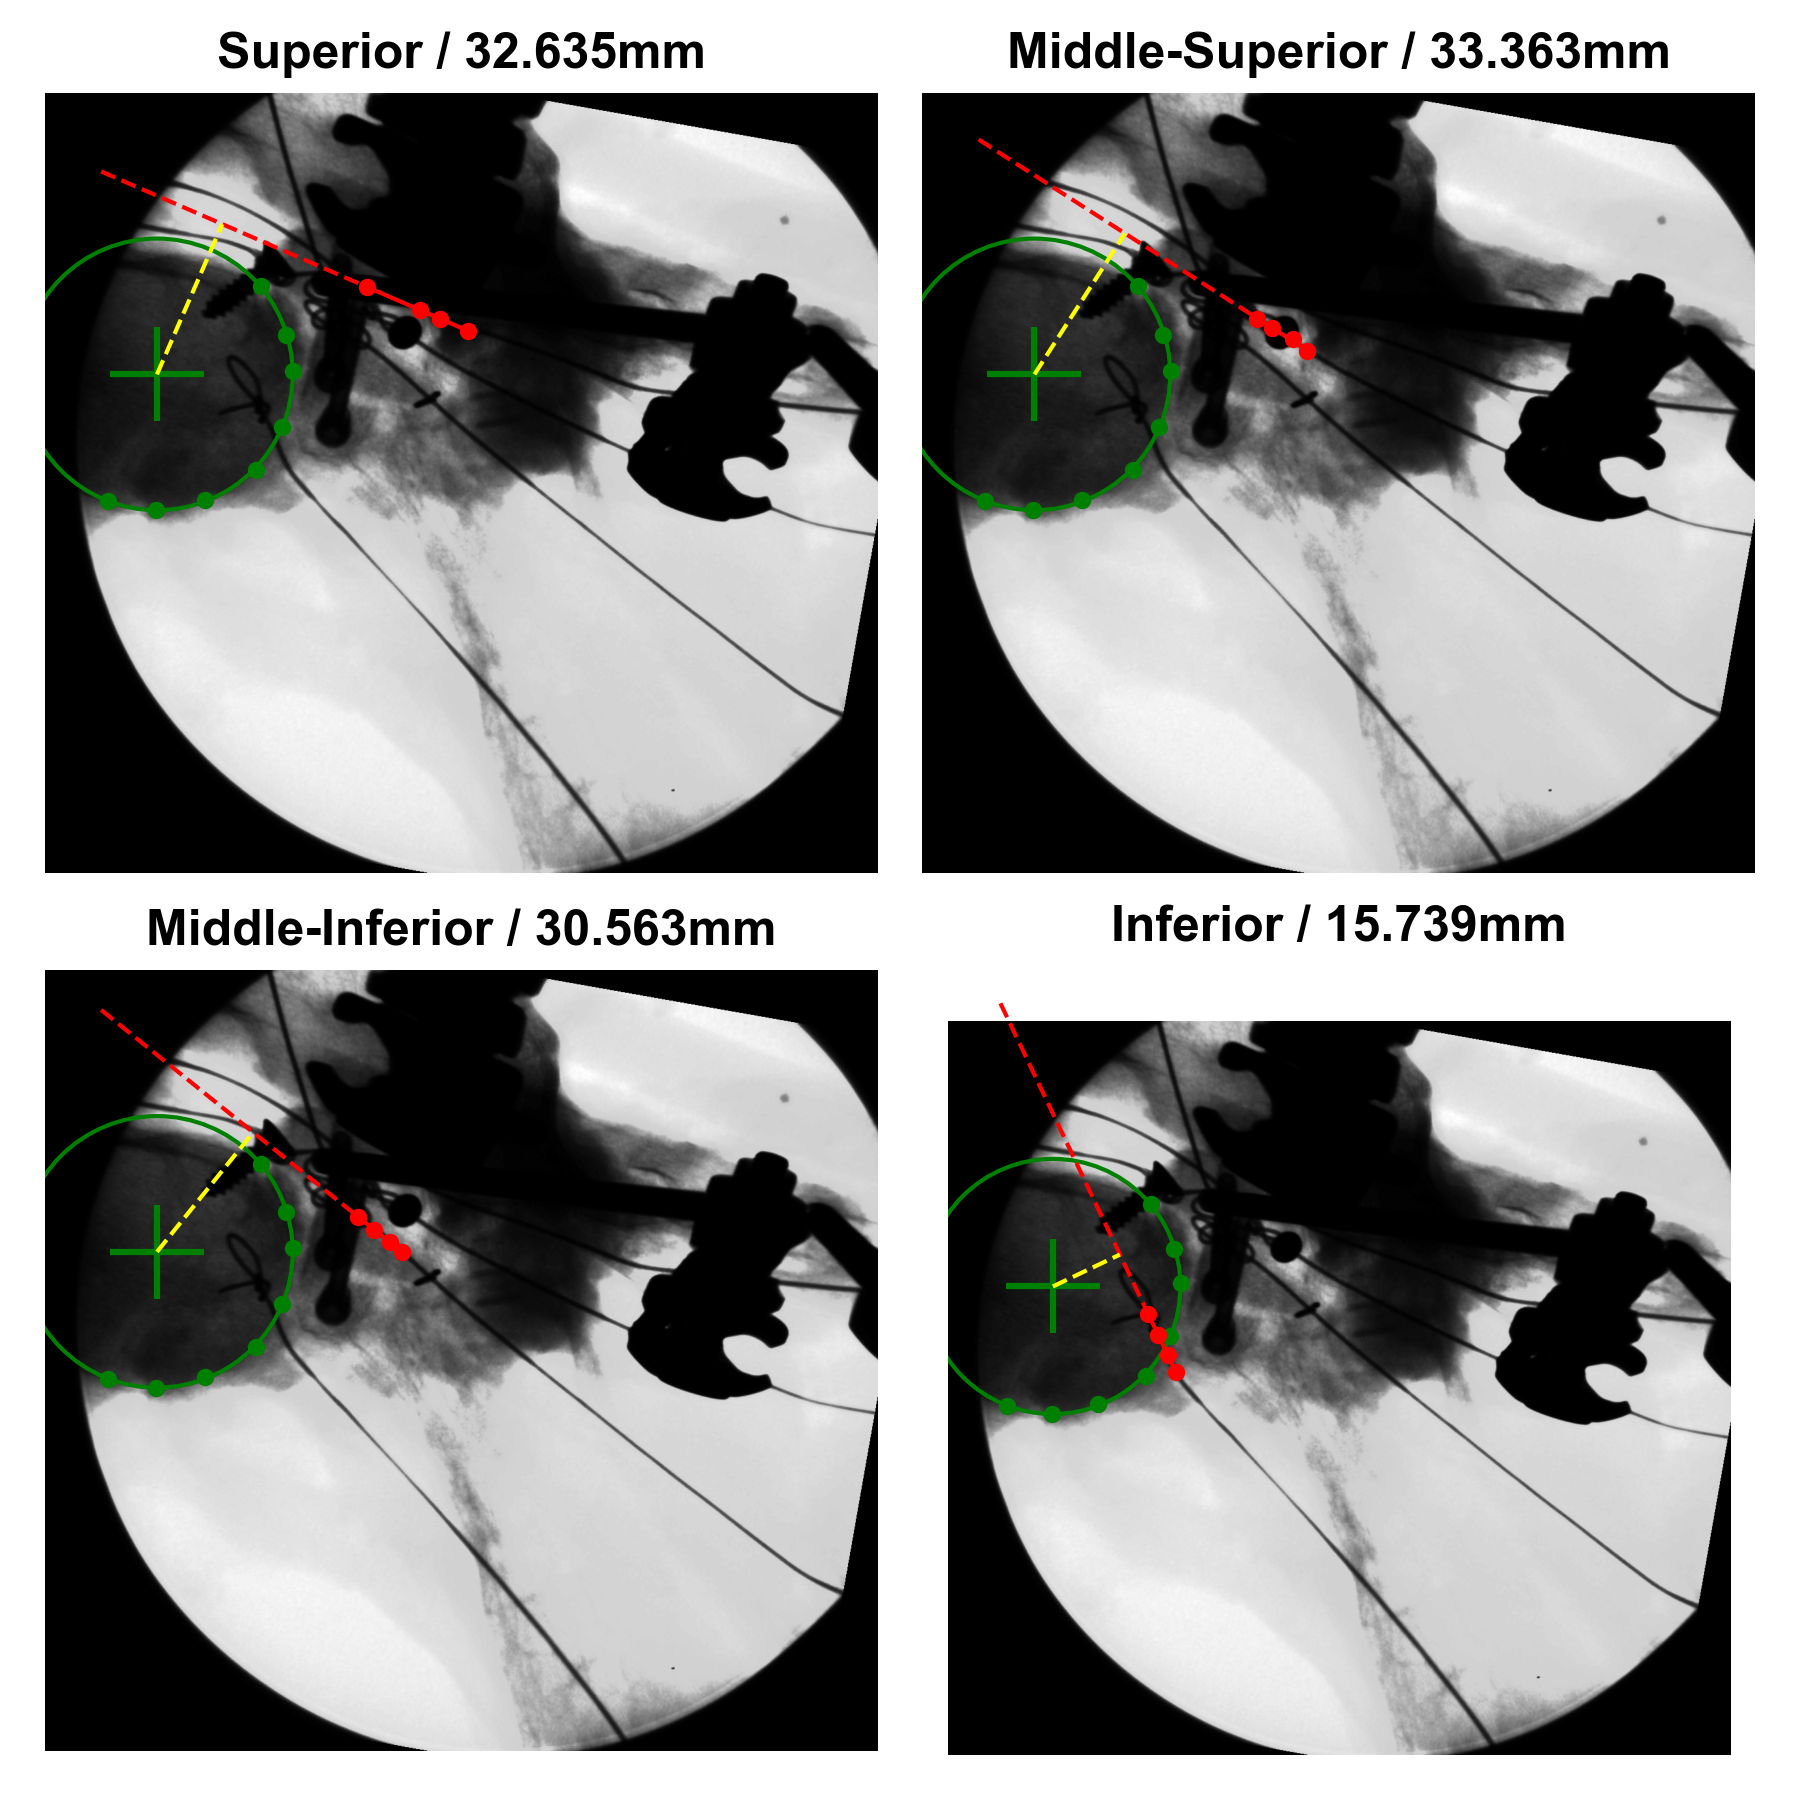 Superior / 32.635mm
Middle-Superior / 33.363mm
Middle-Inferior / 30.563mm
Inferior / 15.739mm